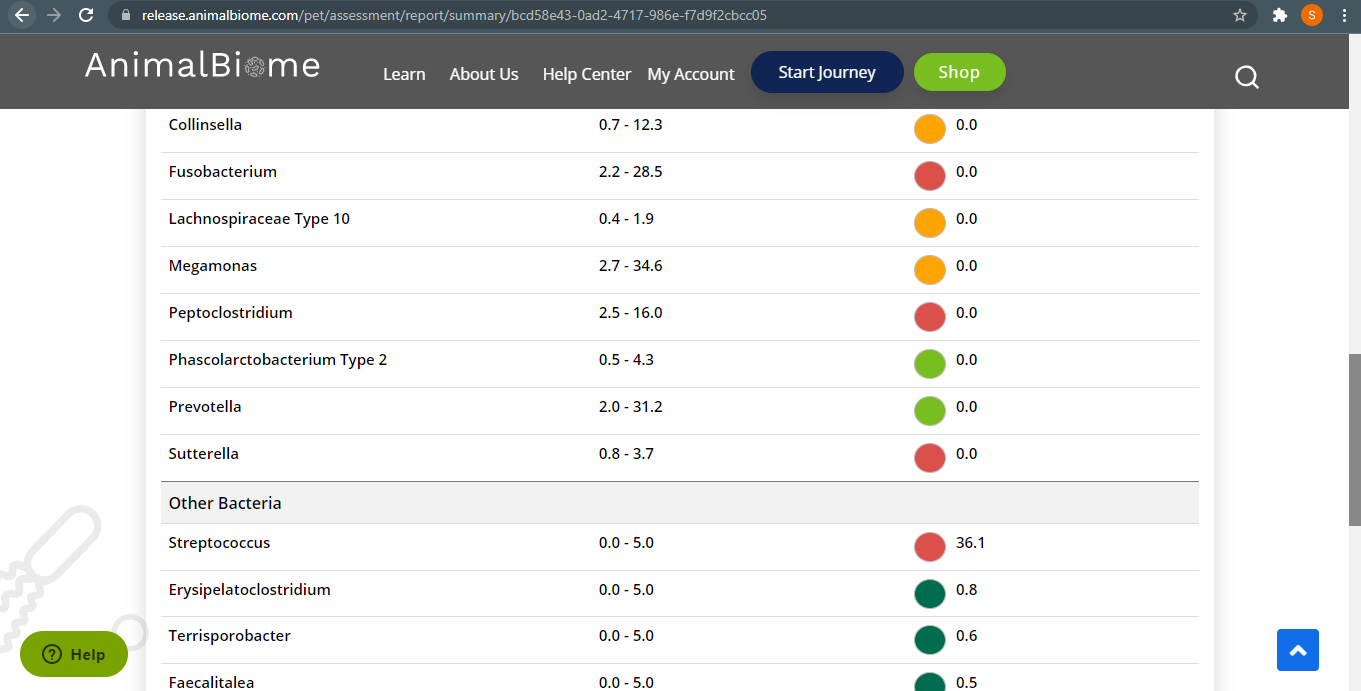 release.animalbiome.com/pet/assessment/report/summary/bcd58e43-0ad2-4717-986e-f7d9f2cbcc05
S
AnimalBiome
Learn About Us Help Center My Account Start Journey Shop
Collinsella 0.7 - 12.3 0.0
Fusobacterium 2.2 - 28.5 0.0
Lachnospiraceae Type 10 0.4 - 1.9 0.0
Megamonas 2.7 - 34.6 0.0
Peptoclostridium 2.5 - 16.0 0.0
Phascolarctobacterium Type 2 0.5 - 4.3 0.0
Prevotella 2.0 - 31.2 0.0
Sutterella 0.8 - 3.7 0.0
Other Bacteria
Streptococcus 0.0 - 5.0 36.1
Erysipelatoclostridium 0.0 - 5.0 0.8
Terrisporobacter 0.0 - 5.0 0.6
Faecalitalea 0.0 - 5.0 0.5
? Help